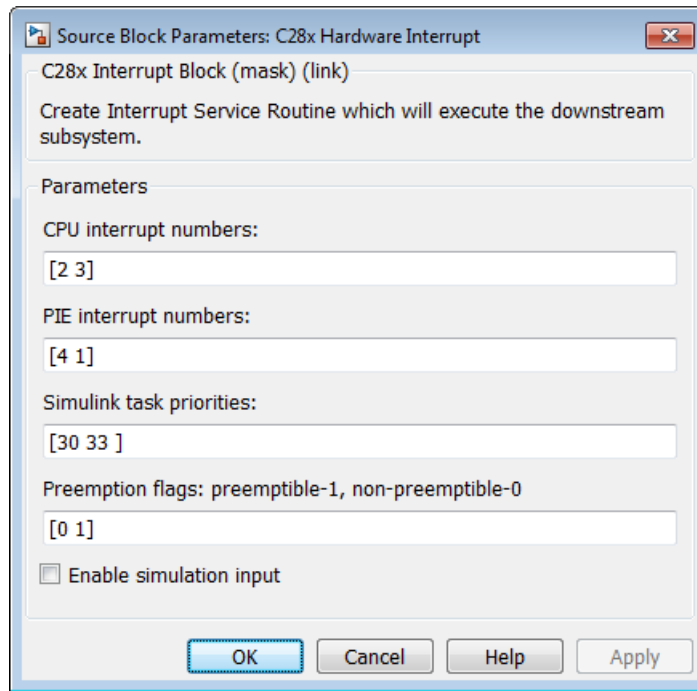 Source Block Parameters: C28x Hardware Interrupt
C28x Interrupt Block (mask) (link)
Create Interrupt Service Routine which will execute the downstream
subsystem.
Parameters
CPU interrupt numbers:
[2 3]
PIE interrupt numbers:
[4 1]
Simulink task priorities:
[30 33 ]
Preemption flags: preemptible-1, non-preemptible-0
[0 1]
Enable simulation input
OK Cancel Help Apply